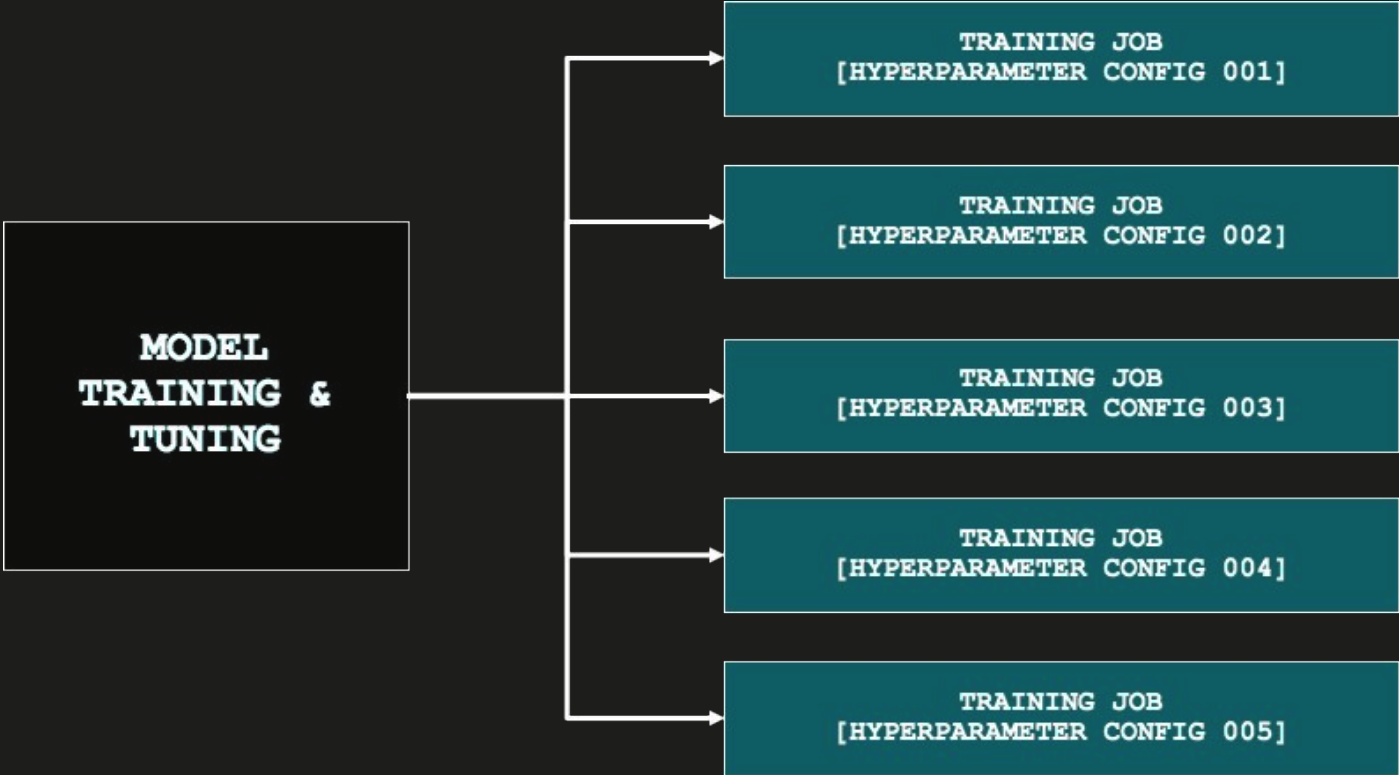 MODEL
TRAINING &
TUNING
TRAINING JOB
[HYPERPARAMETER CONFIG 001]
TRAINING JOB
[HYPERPARAMETER CONFIG 002]
TRAINING JOB
[HYPERPARAMETER CONFIG 003]
TRAINING JOB
[HYPERPARAMETER CONFIG 004]
TRAINING JOB
[HYPERPARAMETER CONFIG 005]